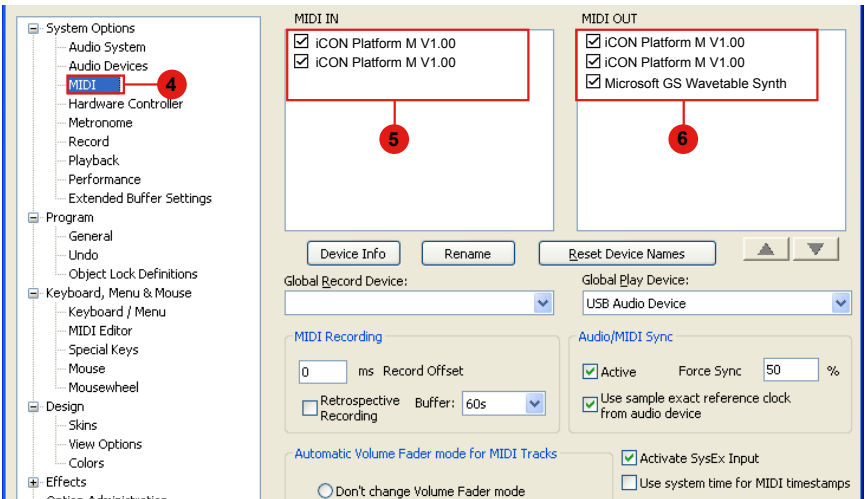 System Options
Audio System
Audio Devices
MIDI
4
Hardware Controller
Metronome
Record
Playback
Performance
Extended Buffer Settings
Program
General
Undo
Object Lock Definitions
Keyboard, Menu & Mouse
Keyboard / Menu
MIDI Editor
Special Keys
Mouse
Mousewheel
Design
Skins
View Options
Colors
Effects
Option Administration
MIDI IN
iCON Platform M V1.00
iCON Platform M V1.00
5
MIDI OUT
iCON Platform M V1.00
iCON Platform M V1.00
Microsoft GS Wavetable Synth
6
Device Info
Rename
Reset Device Names
Global Record Device:
Global Play Device:
USB Audio Device
MIDI Recording
0 ms Record Offset
Retrospective
Recording
Buffer: 60s
Audio/MIDI Sync
Active Force Sync 50 %
Use sample exact reference clock
from audio device
Automatic Volume Fader mode for MIDI Tracks
Don't change Volume Fader mode
Activate SysEx Input
Use system time for MIDI timestamps